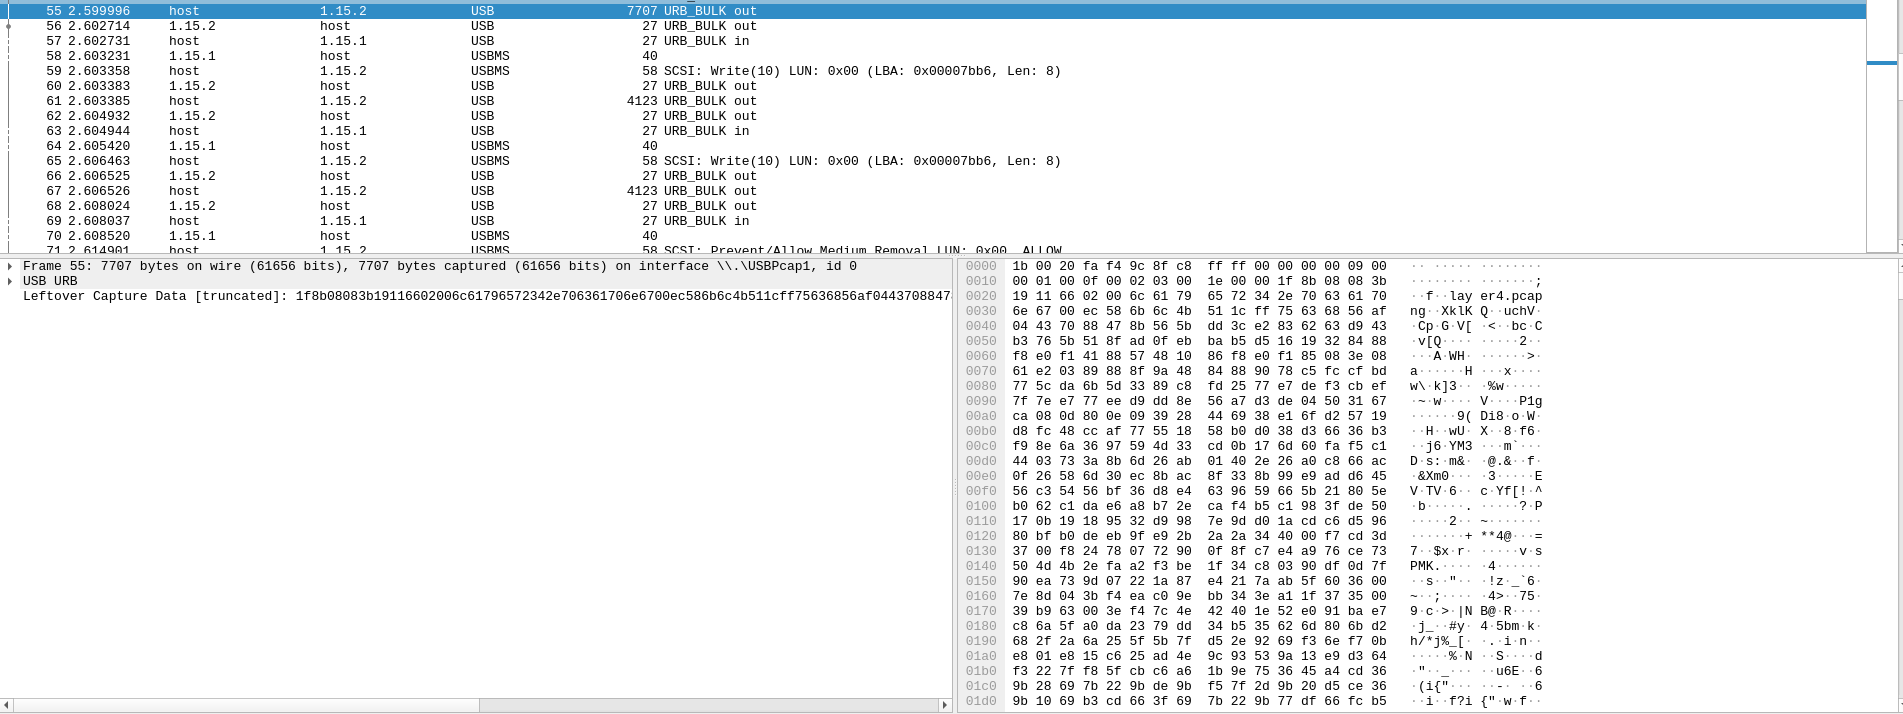 55 2.599996 host 1.15.2 USB 7707 URB_BULK out
56 2.602714 1.15.2 host USB 27 URB_BULK out
57 2.602731 host 1.15.1 USB 27 URB_BULK in
58 2.603231 1.15.1 host USBMS 40
59 2.603358 host 1.15.2 USBMS 58 SCSI: Write(10) LUN: 0x00 (LBA: 0x00007bb6, Len: 8)
60 2.603383 1.15.2 host USB 27 URB_BULK out
61 2.603385 host 1.15.2 USB 4123 URB_BULK out
62 2.604932 1.15.2 host USB 27 URB_BULK out
63 2.604944 host 1.15.1 USB 27 URB_BULK in
64 2.605420 1.15.1 host USBMS 40
65 2.606463 host 1.15.2 USBMS 58 SCSI: Write(10) LUN: 0x00 (LBA: 0x00007bb6, Len: 8)
66 2.606525 1.15.2 host USB 27 URB_BULK out
67 2.606526 host 1.15.2 USB 4123 URB_BULK out
68 2.608024 1.15.2 host USB 27 URB_BULK out
69 2.608037 host 1.15.1 USB 27 URB_BULK in
70 2.608520 1.15.1 host USBMS 40
71 2.614901 host 1.15.2 USBMS 58 SCSI: Prevent/Allow Medium Removal LUN: 0x00 ALLOW
Frame 55: 7707 bytes on wire (61656 bits), 7707 bytes captured (61656 bits) on interface \\.\USBPcap1, id 0
USB URB
Leftover Capture Data [truncated]: 1f8b08083b19116602006c61796572342e706361706e6700ec586b6c4b511cff75636856af0443708847
0000 1b 00 20 fa f4 9c 8f c8 ff ff 00 00 00 00 09 00 ·· ····· ········
0010 00 01 00 0f 00 02 03 00 1e 00 00 1f 8b 08 08 3b ········ ·······;
0020 19 11 66 02 00 6c 61 79 65 72 34 2e 70 63 61 70 ··f··lay er4.pcap
0030 6e 67 00 ec 58 6b 6c 4b 51 1c ff 75 63 68 56 af ng··XklK Q··uchV·
0040 04 43 70 88 47 8b 56 5b dd 3c e2 83 62 63 d9 43 ·Cp·G·V[ ·<··bc·C
0050 b3 76 5b 51 8f ad 0f eb ba b5 d5 16 19 32 84 88 ·v[Q···· ·····2··
0060 f8 e0 f1 41 88 57 48 10 86 f8 e0 f1 85 08 3e 08 ···A·WH· ······>·
0070 61 e2 03 89 88 8f 9a 48 84 88 90 78 c5 fc cf bd a······H ···x····
0080 77 5c da 6b 5d 33 89 c8 fd 25 77 e7 de f3 cb ef w\·k]3·· ·%w·····
0090 7f 7e e7 77 ee d9 dd 8e 56 a7 d3 de 04 50 31 67 ·~·w···· V····P1g
00a0 ca 08 0d 80 0e 09 39 28 44 69 38 e1 6f d2 57 19 ······9( Di8·o·W·
00b0 d8 fc 48 cc af 77 55 18 58 b0 d0 38 d3 66 36 b3 ··H··wU· X··8·f6·
00c0 f9 8e 6a 36 97 59 4d 33 cd 0b 17 6d 60 fa f5 c1 ··j6·YM3 ···m`···
00d0 44 03 73 3a 8b 6d 26 ab 01 40 2e 26 a0 c8 66 ac D·s:·m&· ·@.&··f·
00e0 0f 26 58 6d 30 ec 8b ac 8f 33 8b 99 e9 ad d6 45 ·&Xm0··· ·3·····E
00f0 56 c3 54 56 bf 36 d8 e4 63 96 59 66 5b 21 80 5e V·TV·6·· c·Yf[!·^
0100 b0 62 c1 da e6 a8 b7 2e ca f4 b5 c1 98 3f de 50 ·b·····. ·····?·P
0110 17 0b 19 18 95 32 d9 98 7e 9d d0 1a cd c6 d5 96 ·····2·· ~·······
0120 80 bf b0 de eb 9f e9 2b 2a 2a 34 40 00 f7 cd 3d ·······+ **4@···=
0130 37 00 f8 24 78 07 72 90 0f 8f c7 e4 a9 76 ce 73 7··$x·r· ·····v·s
0140 50 4d 4b 2e fa a2 f3 be 1f 34 c8 03 90 df 0d 7f PMK.···· ·4······
0150 90 ea 73 9d 07 22 1a 87 e4 21 7a ab 5f 60 36 00 ··s··"·· ·!z·_`6·
0160 7e 8d 04 3b f4 ea c0 9e bb 34 3e a1 1f 37 35 00 ~··;···· ·4>··75·
0170 39 b9 63 00 3e f4 7c 4e 42 40 1e 52 e0 91 ba e7 9·c·>·|N B@·R····
0180 c8 6a 5f a0 da 23 79 dd 34 b5 35 62 6d 80 6b d2 ·j_··#y· 4·5bm·k·
0190 68 2f 2a 6a 25 5f 5b 7f d5 2e 92 69 f3 6e f7 0b h/*j%_[· ·.·i·n··
01a0 e8 01 e8 15 c6 25 ad 4e 9c 93 53 9a 13 e9 d3 64 ·····%·N ··S····d
01b0 f3 22 7f f8 5f cb c6 a6 1b 9e 75 36 45 a4 cd 36 ·"··_··· ··u6E··6
01c0 9b 28 69 7b 22 9b de 9b f5 7f 2d 9b 20 d5 ce 36 ·(i{"··· ··-· ··6
01d0 9b 10 69 b3 cd 66 3f 69 7b 22 9b 77 df 66 fc b5 ··i··f?i {"·w·f··